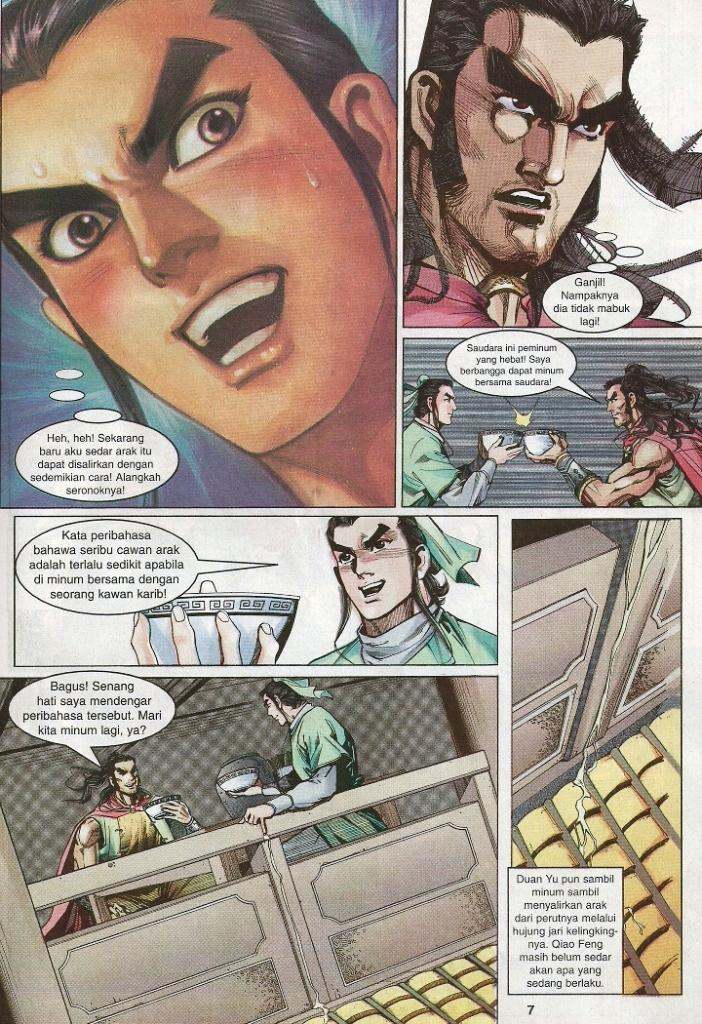 Heh, heh! Sekarang
baru aku sedar arak itu
dapat disalirkan dengan
sedemikian cara! Alangkah
seronoknya!
Ganjil!
Nampaknya
dia tidak mabuk
lagi!
Saudara ini peminum
yang hebat! Saya
berbangga dapat minum
bersama saudara!
Kata peribahasa
bahawa seribu cawan arak
adalah terlalu sedikit apabila
di minum bersama dengan
seorang kawan karib!
Bagus! Senang
hati saya mendengar
peribahasa tersebut. Mari
kita minum lagi, ya?
Duan Yu pun sambil
minum sambil
menyalirkan arak
dari perutnya melalui
hujung jari kelingking-
nya. Qiao Feng
masih belum sedar
akan apa yang
sedang berlaku.
7